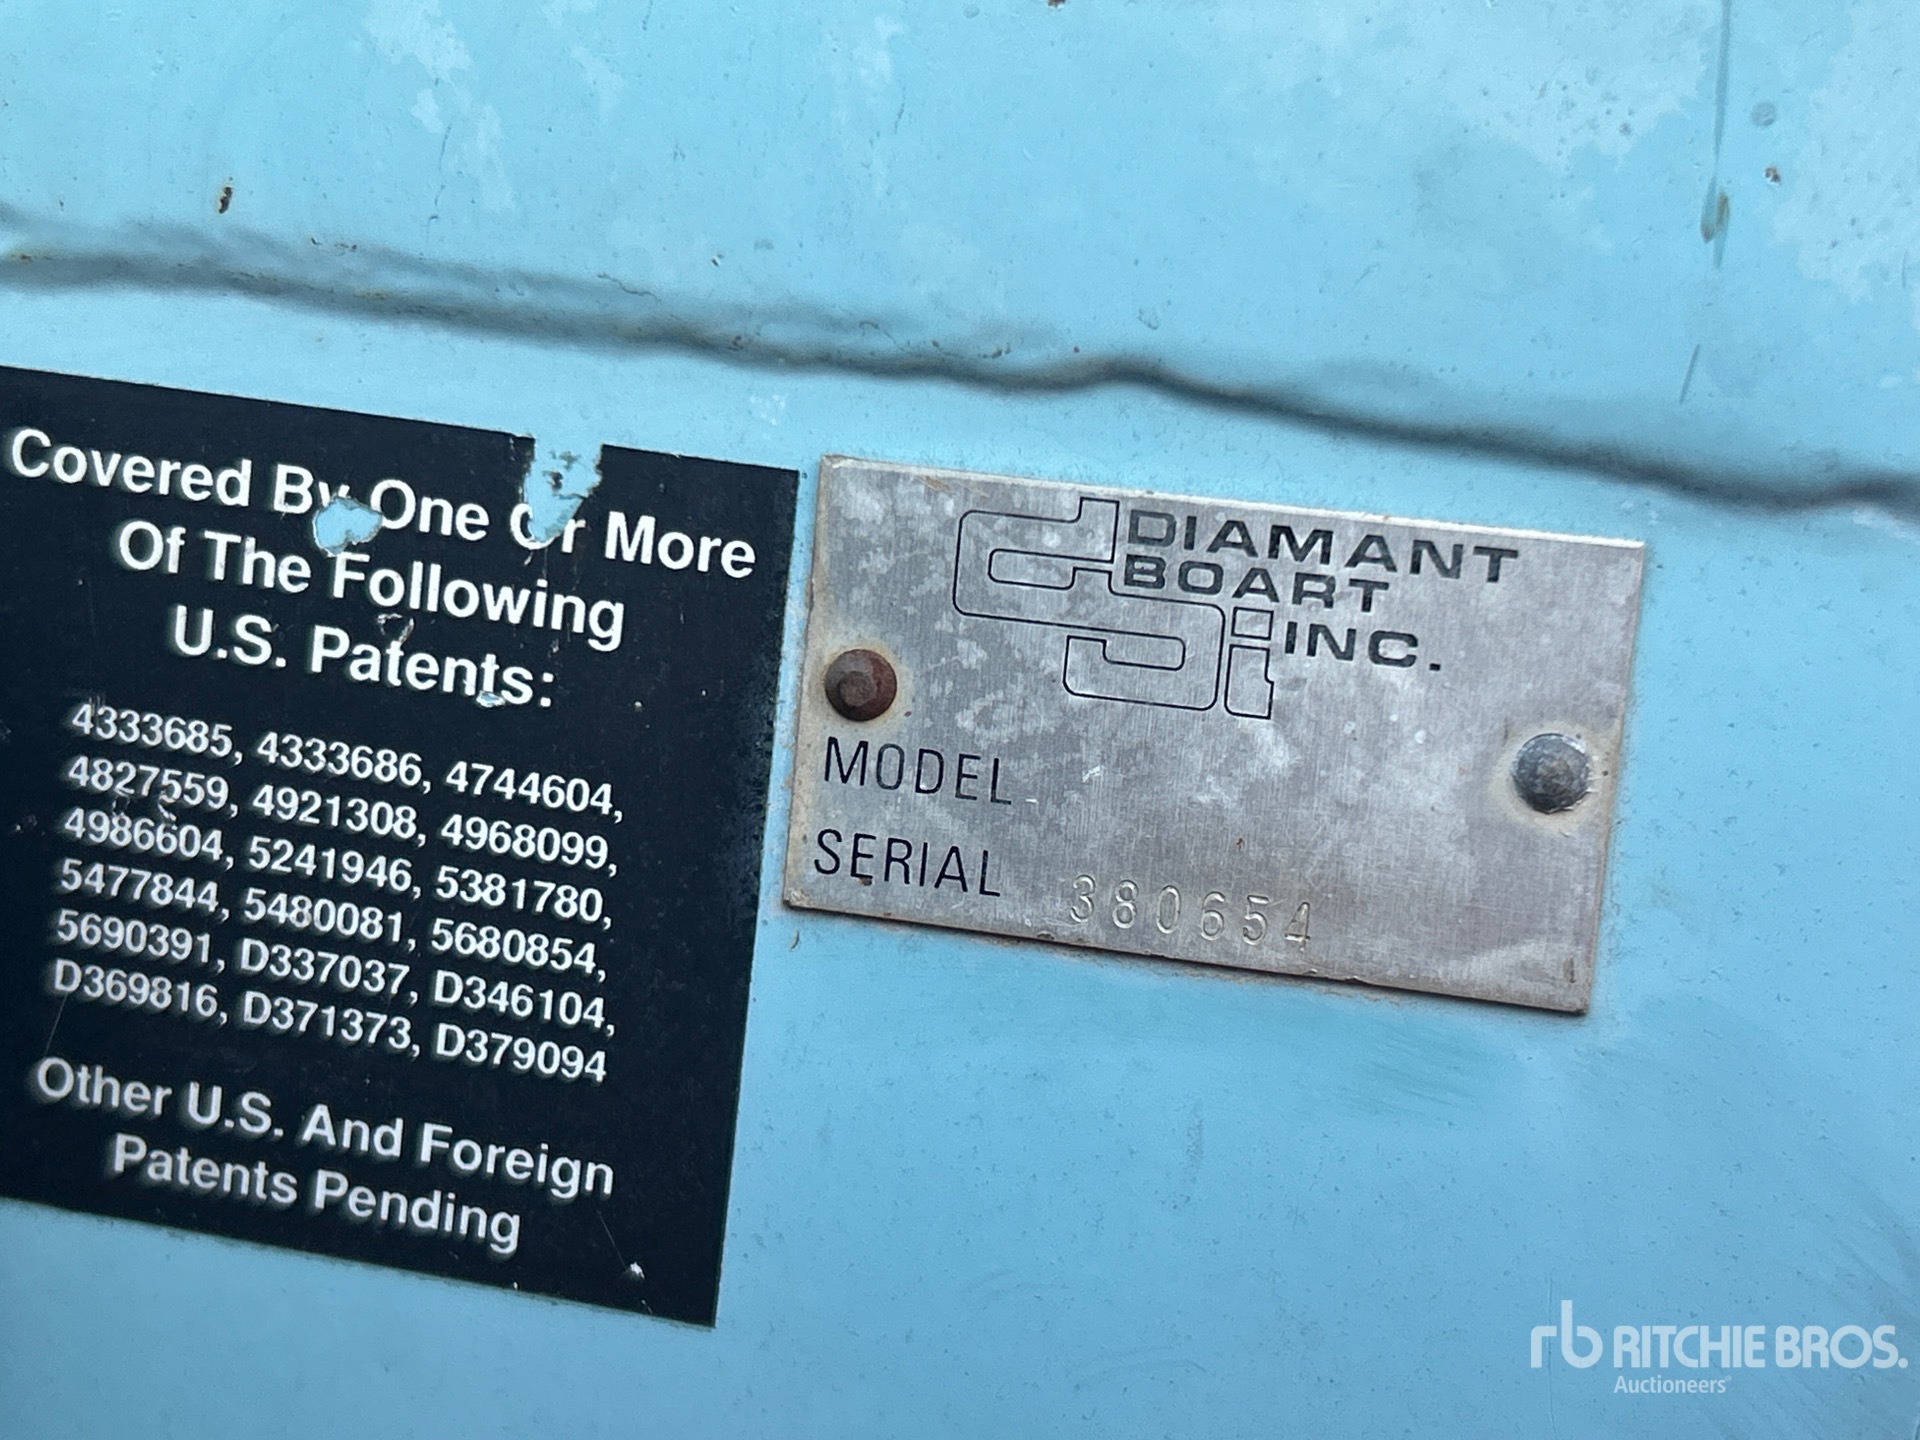 Covered By One Or More
Of The Following
U.S. Patents:
4333685, 4333686, 4744604,
4827559, 4921308, 4968099,
4986604, 5241946, 5381780,
5477844, 5480081, 5680854,
5690391, D337037, D346104,
D369816, D371373, D379094
Other U.S. And Foreign
Patents Pending
DIAMANT
BOART
INC.
MODEL
SERIAL 380654
rb RITCHIE BROS.
Auctioneers